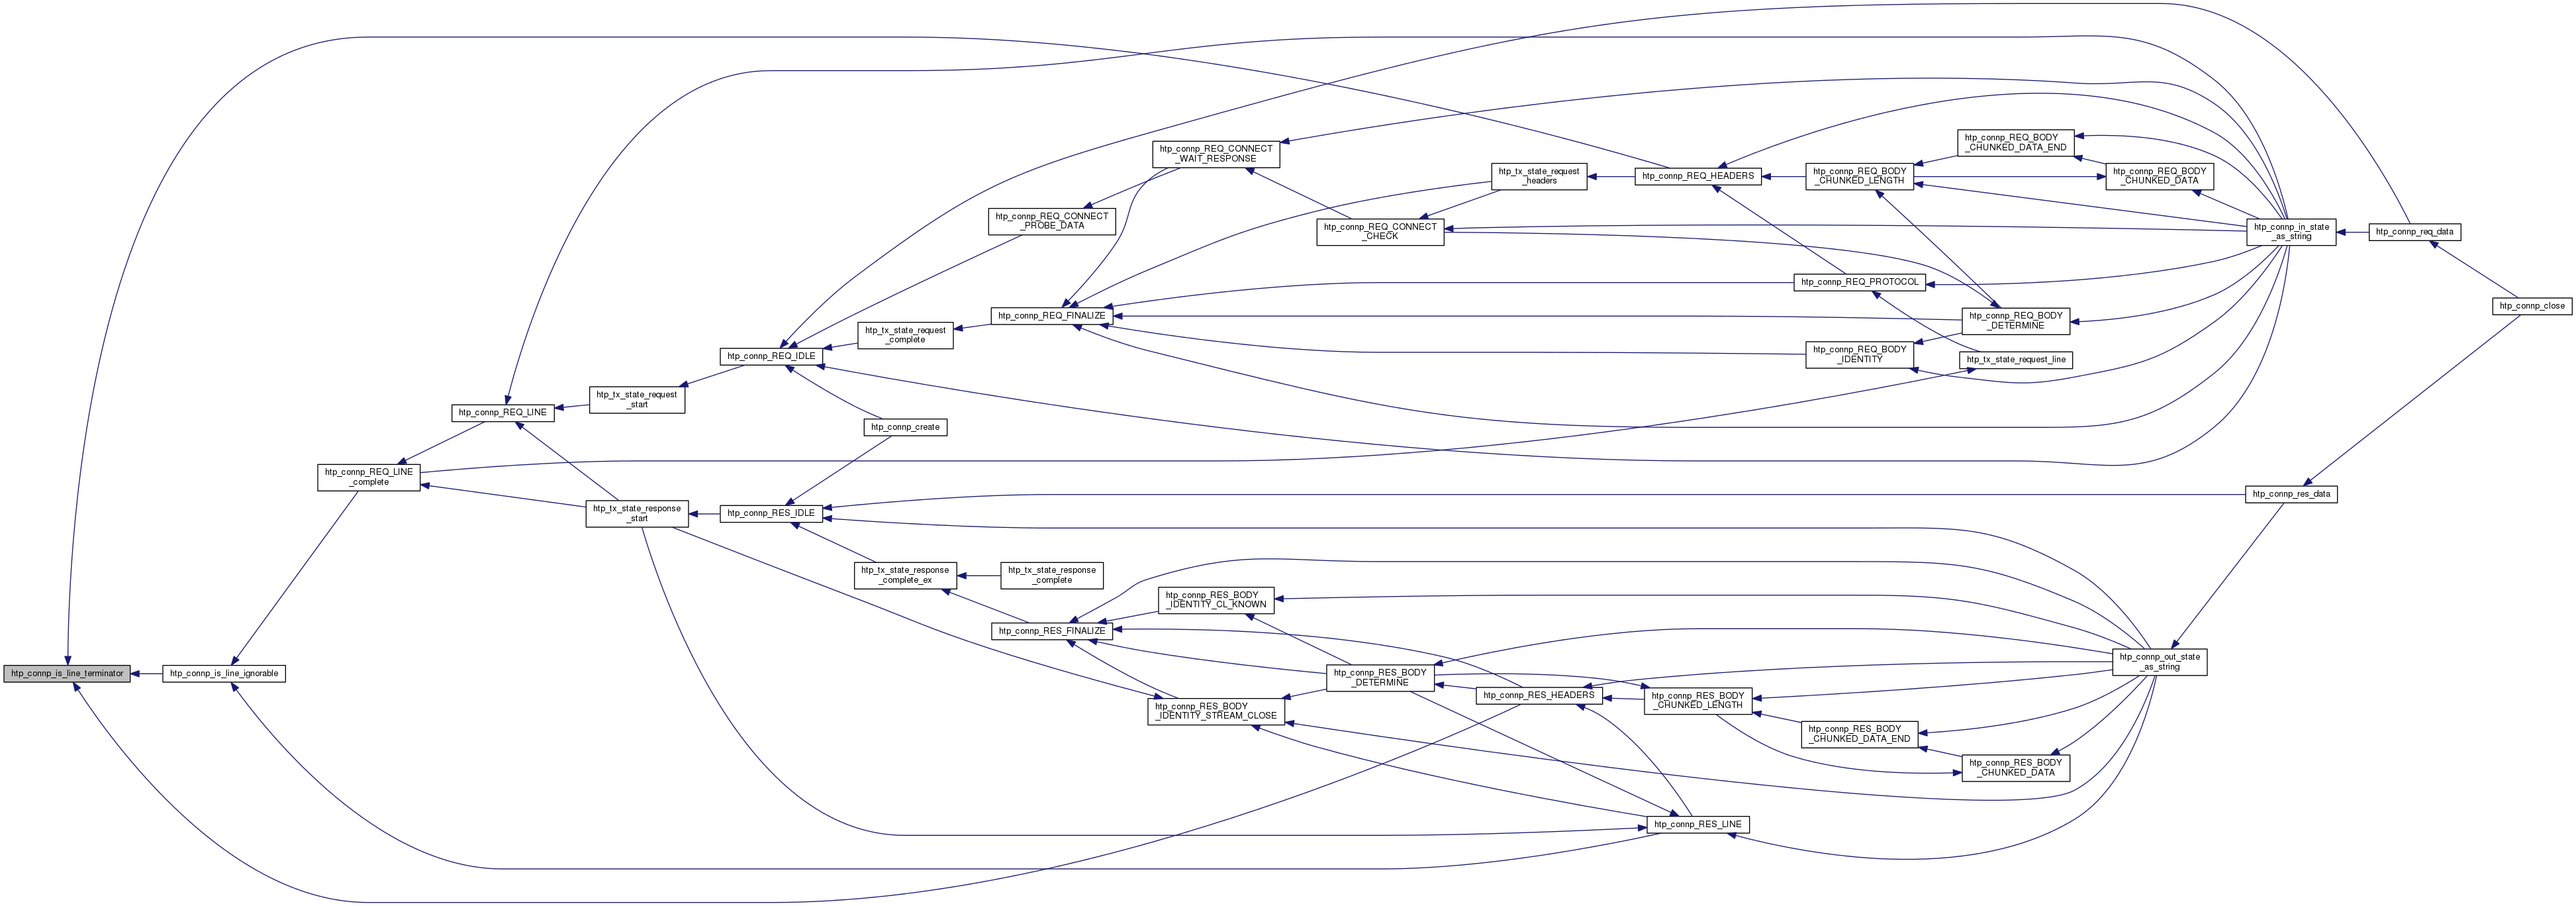 htp_connp_REQ_BODY
_CHUNKED_DATA_END
htp_connp_REQ_CONNECT
_WAIT_RESPONSE
htp_tx_state_request
_headers
htp_connp_REQ_HEADERS
htp_connp_REQ_BODY
_CHUNKED_LENGTH
htp_connp_REQ_BODY
_CHUNKED_DATA
htp_connp_REQ_CONNECT
_PROBE_DATA
htp_connp_REQ_CONNECT
_CHECK
htp_connp_in_state
_as_string
htp_connp_req_data
htp_connp_REQ_PROTOCOL
htp_connp_close
htp_connp_REQ_FINALIZE
htp_connp_REQ_BODY
_DETERMINE
htp_tx_state_request
_complete
htp_connp_REQ_IDLE
htp_connp_REQ_BODY
_IDENTITY
htp_tx_state_request_line
htp_tx_state_request
_start
htp_connp_REQ_LINE
htp_connp_create
htp_connp_REQ_LINE
_complete
htp_connp_res_data
htp_tx_state_response
_start
htp_connp_RES_IDLE
htp_tx_state_response
_complete_ex
htp_tx_state_response
_complete
htp_connp_RES_BODY
_IDENTITY_CL_KNOWN
htp_connp_RES_FINALIZE
htp_connp_out_state
_as_string
htp_connp_is_line_terminator
htp_connp_is_line_ignorable
htp_connp_RES_BODY
_DETERMINE
htp_connp_RES_HEADERS
htp_connp_RES_BODY
_CHUNKED_LENGTH
htp_connp_RES_BODY
_IDENTITY_STREAM_CLOSE
htp_connp_RES_BODY
_CHUNKED_DATA_END
htp_connp_RES_BODY
_CHUNKED_DATA
htp_connp_RES_LINE